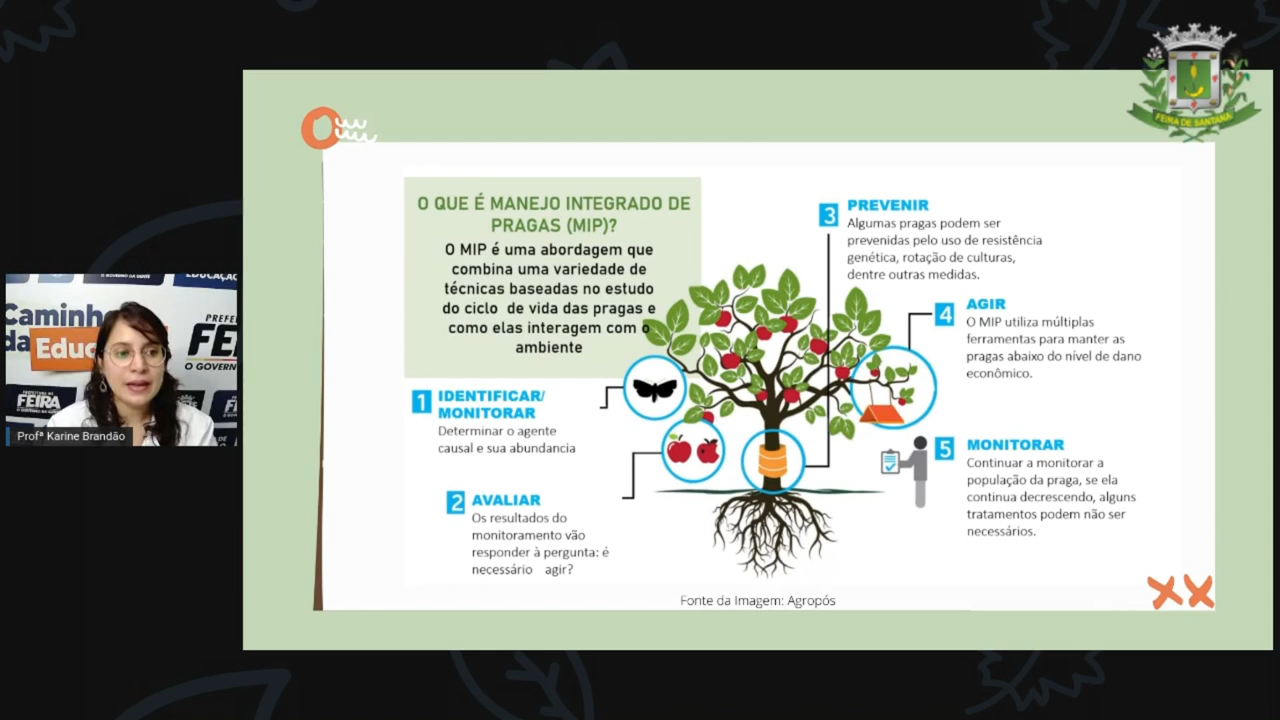 FEIRA DE SANTANA
O QUE É MANEJO INTEGRADO DE
PRAGAS (MIP)?
O MIP é uma abordagem que
combina uma variedade de
técnicas baseadas no estudo
do ciclo de vida das pragas e
como elas interagem com o
ambiente
1 IDENTIFICAR/
MONITORAR
Determinar o agente
causal e sua abundancia
2 AVALIAR
Os resultados do
monitoramento vão
responder à pergunta: é
necessário agir?
3 PREVENIR
Algumas pragas podem ser
prevenidas pelo uso de resistência
genética, rotação de culturas,
dentre outras medidas.
4 AGIR
O MIP utiliza múltiplas
ferramentas para manter as
pragas abaixo do nível de dano
econômico.
5 MONITORAR
Continuar a monitorar a
população da praga, se ela
continua decrescendo, alguns
tratamentos podem não ser
necessários.
Fonte da Imagem: Agropós
EDUCAÇÃO
Caminho
da Educ
PREFE
FEI
O GOVERN
FEIRA
Profª Karine Brandão